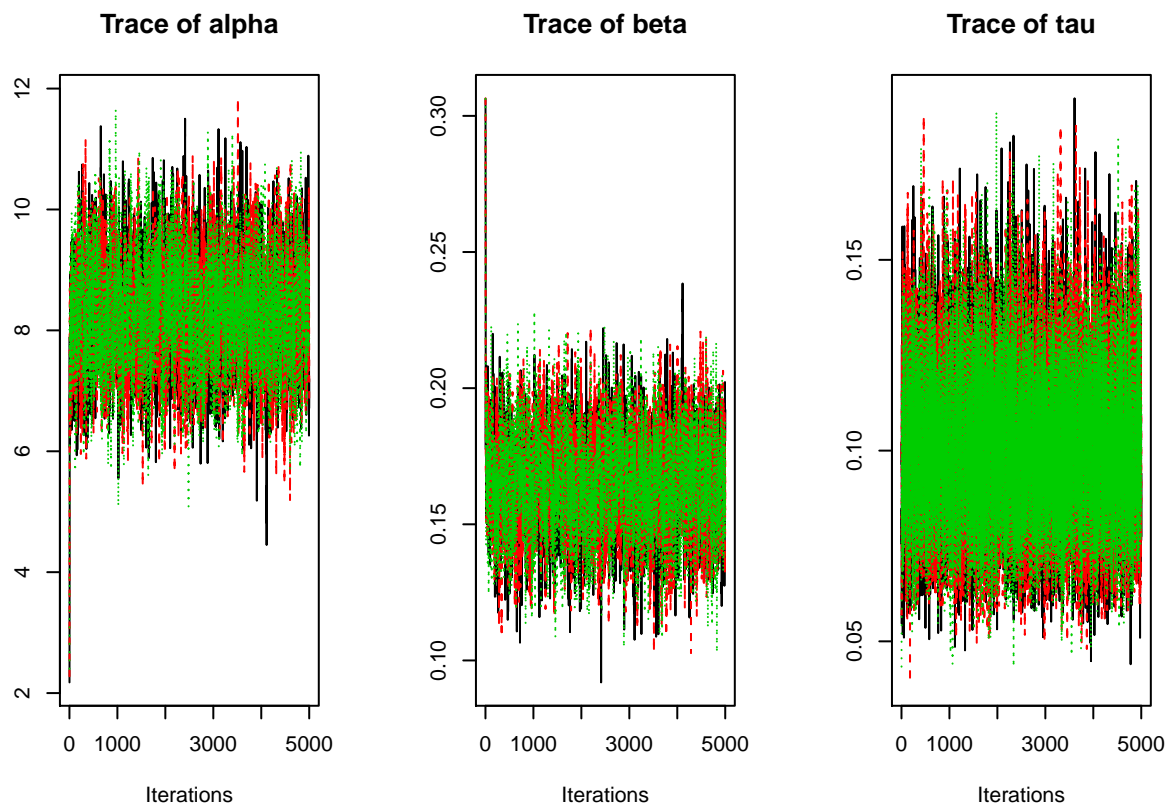 Trace of alpha
12
10
8
6
4
2
0 1000 3000 5000
Iterations
Trace of beta
0.30
0.25
0.20
0.15
0.10
0 1000 3000 5000
Iterations
Trace of tau
0.15
0.10
0.05
0 1000 3000 5000
Iterations